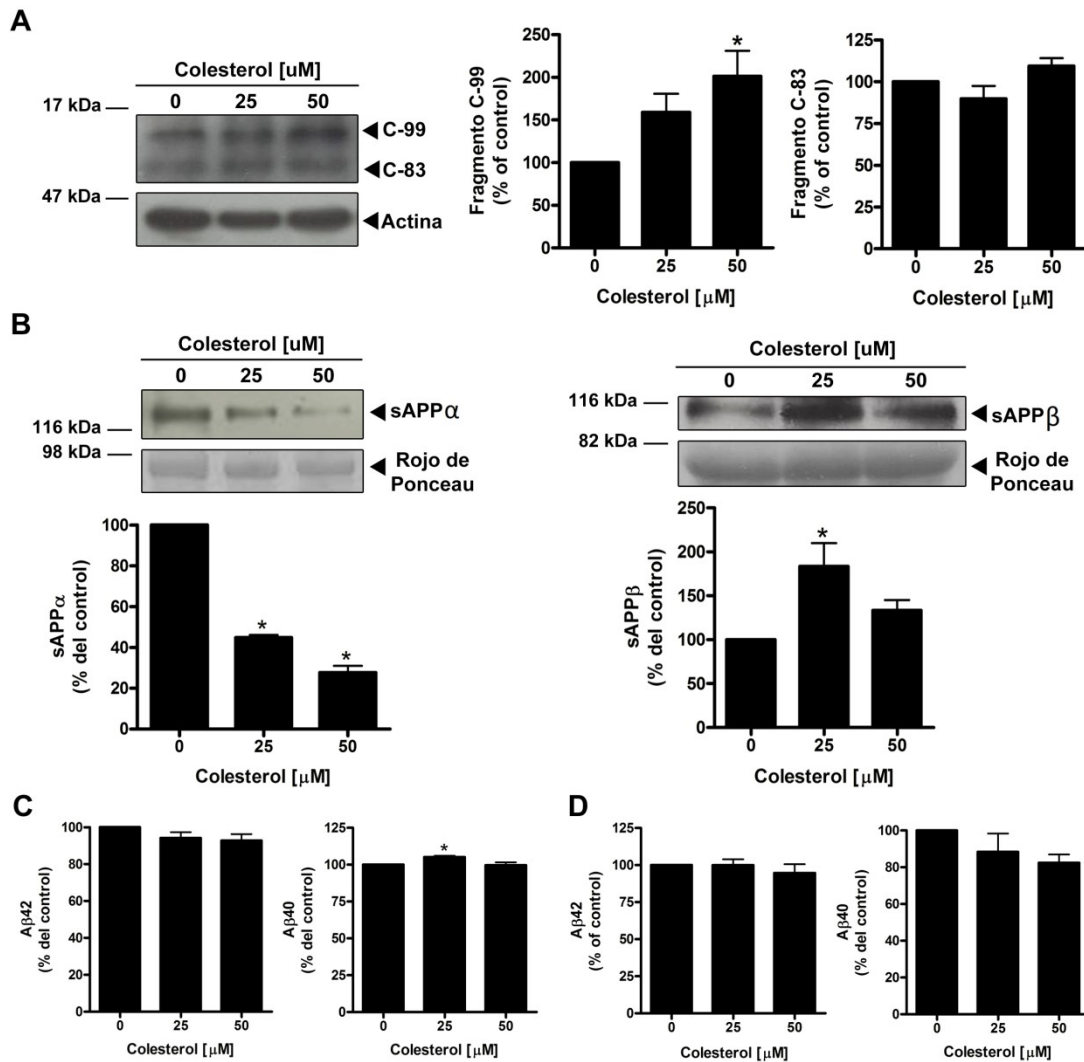 A
Colesterol [uM]
0 25 50
17 kDa
C-99
C-83
47 kDa
Actina
Fragmento C-99
(% of control)
250
200
150
100
50
0
*
0 25 50
Colesterol [μM]
Fragmento C-83
(% of control)
125
100
75
50
25
0
0 25 50
Colesterol [μM]
B
Colesterol [uM]
0 25 50
sAPPα
116 kDa
98 kDa
Rojo de
Ponceau
sAPPα
(% del control)
100
80
60
40
20
0
* *
0 25 50
Colesterol [μM]
Colesterol [uM]
0 25 50
116 kDa
sAPPβ
82 kDa
Rojo de
Ponceau
sAPPβ
(% del control)
250
200
150
100
50
0
*
0 25 50
Colesterol [μM]
C
Aβ42
(% del control)
100
80
60
40
20
0
0 25 50
Colesterol [μM]
Aβ40
(% del control)
125
100
75
50
25
0
*
0 25 50
Colesterol [μM]
D
Aβ42
(% of control)
125
100
75
50
25
0
0 25 50
Colesterol [μM]
Aβ40
(% del control)
100
80
60
40
20
0
0 25 50
Colesterol [μM]